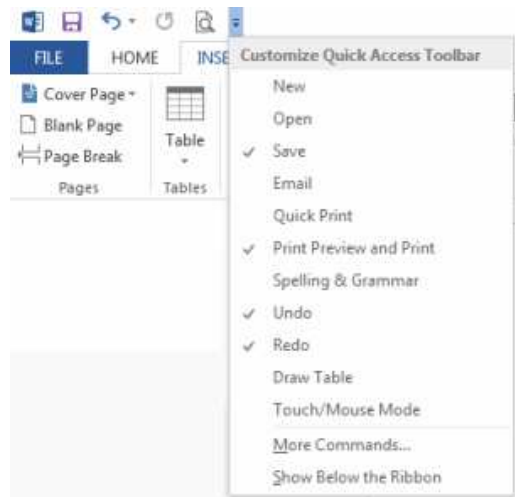 FILE HOME INSE
Cover Page
Blank Page
Page Break
Pages
Table
Tables
Customize Quick Access Toolbar
New
Open
Save
Email
Quick Print
Print Preview and Print
Spelling & Grammar
Undo
Redo
Draw Table
Touch/Mouse Mode
More Commands...
Show Below the Ribbon